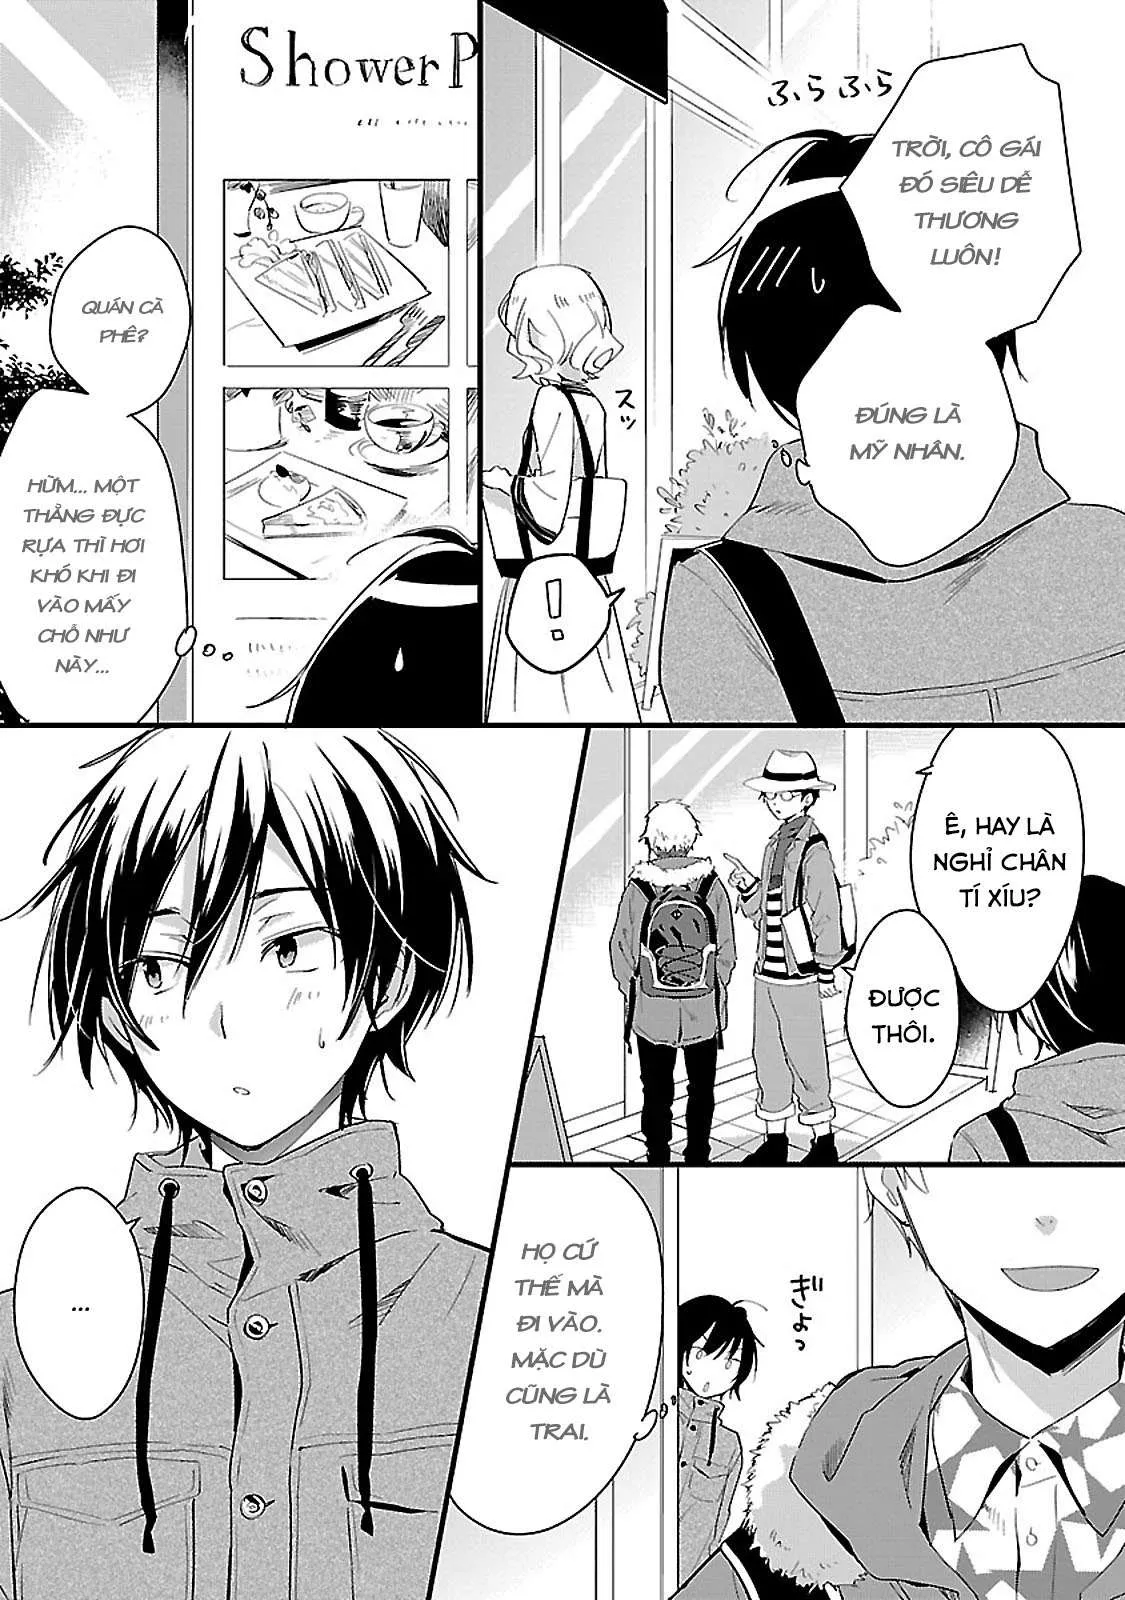 ふらふら
TRỜI, CÔ GÁI
ĐÓ SIÊU DỄ
THƯƠNG
LUÔN!
ĐÚNG LÀ
MỸ NHÂN.
スッ
!
Shower P
QUÁN CÀ
PHÊ?
HỪM... MỘT
THẰNG ĐỰC
RỰA THÌ HƠI
KHÓ KHI ĐI
VÀO MẤY
CHỖ NHƯ
NÀY...
Ê, HAY LÀ
NGHỈ CHÂN
TÍ XÍU?
ĐƯỢC
THÔI.
ぎょっ
HỌ CỨ
THẾ MÀ
ĐI VÀO.
MẶC DÙ
CŨNG LÀ
TRAI.
...